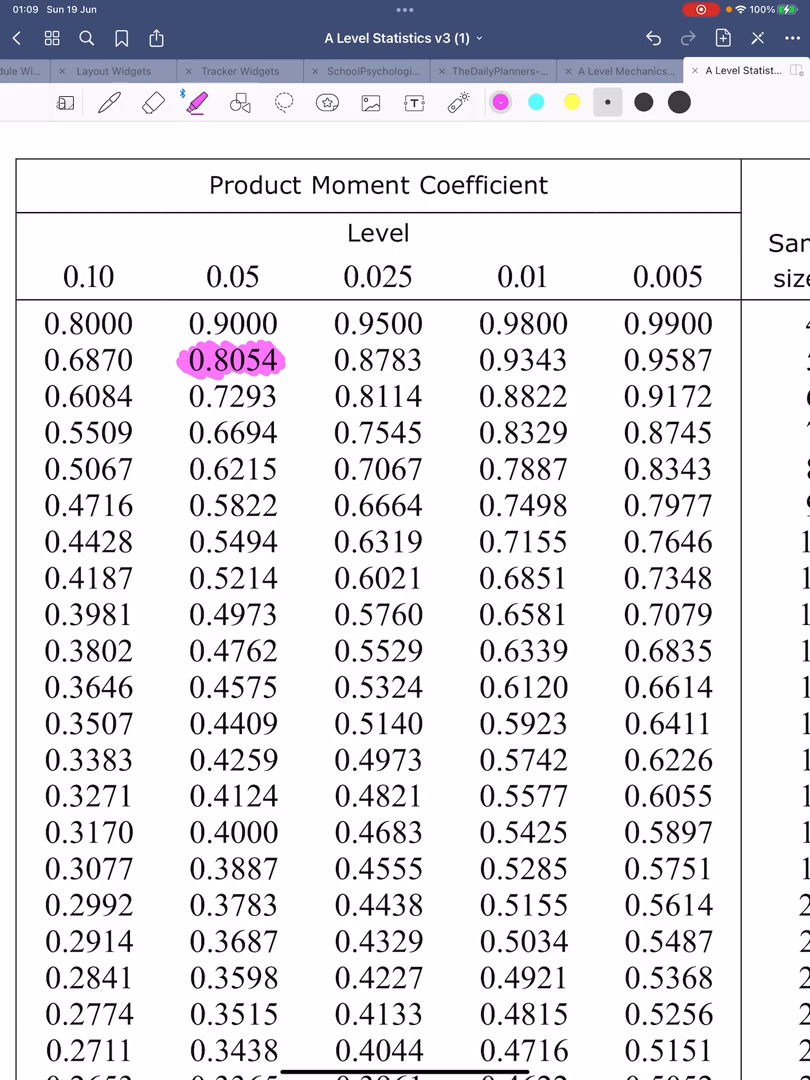 01:09 Sun 19 Jun
100%
A Level Statistics v3 (1)
dule Wi...
Layout Widgets
Tracker Widgets
SchoolPsychologi...
TheDailyPlanners-...
A Level Mechanics...
A Level Statist...
T
Product Moment Coefficient
Level
0.10 0.05 0.025 0.01 0.005
0.8000 0.9000 0.9500 0.9800 0.9900
0.6870 0.8054 0.8783 0.9343 0.9587
0.6084 0.7293 0.8114 0.8822 0.9172
0.5509 0.6694 0.7545 0.8329 0.8745
0.5067 0.6215 0.7067 0.7887 0.8343
0.4716 0.5822 0.6664 0.7498 0.7977
0.4428 0.5494 0.6319 0.7155 0.7646
0.4187 0.5214 0.6021 0.6851 0.7348
0.3981 0.4973 0.5760 0.6581 0.7079
0.3802 0.4762 0.5529 0.6339 0.6835
0.3646 0.4575 0.5324 0.6120 0.6614
0.3507 0.4409 0.5140 0.5923 0.6411
0.3383 0.4259 0.4973 0.5742 0.6226
0.3271 0.4124 0.4821 0.5577 0.6055
0.3170 0.4000 0.4683 0.5425 0.5897
0.3077 0.3887 0.4555 0.5285 0.5751
0.2992 0.3783 0.4438 0.5155 0.5614
0.2914 0.3687 0.4329 0.5034 0.5487
0.2841 0.3598 0.4227 0.4921 0.5368
0.2774 0.3515 0.4133 0.4815 0.5256
0.2711 0.3438 0.4044 0.4716 0.5151